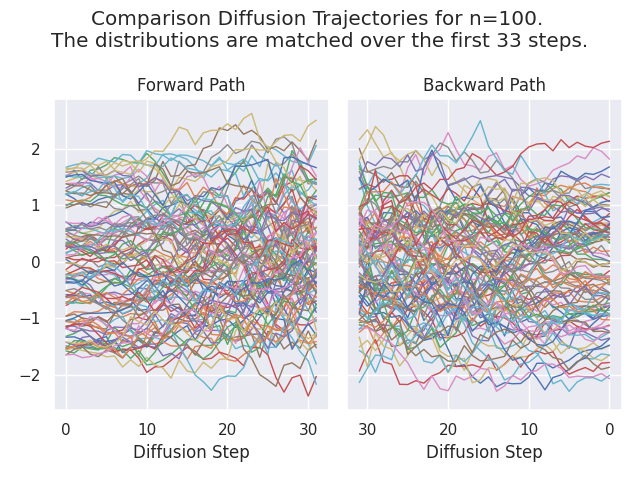 Comparison Diffusion Trajectories for n=100.
The distributions are matched over the first 33 steps.
Forward Path
Backward Path
2
1
0
−1
−2
0 10 20 30
30 20 10 0
Diffusion Step
Diffusion Step